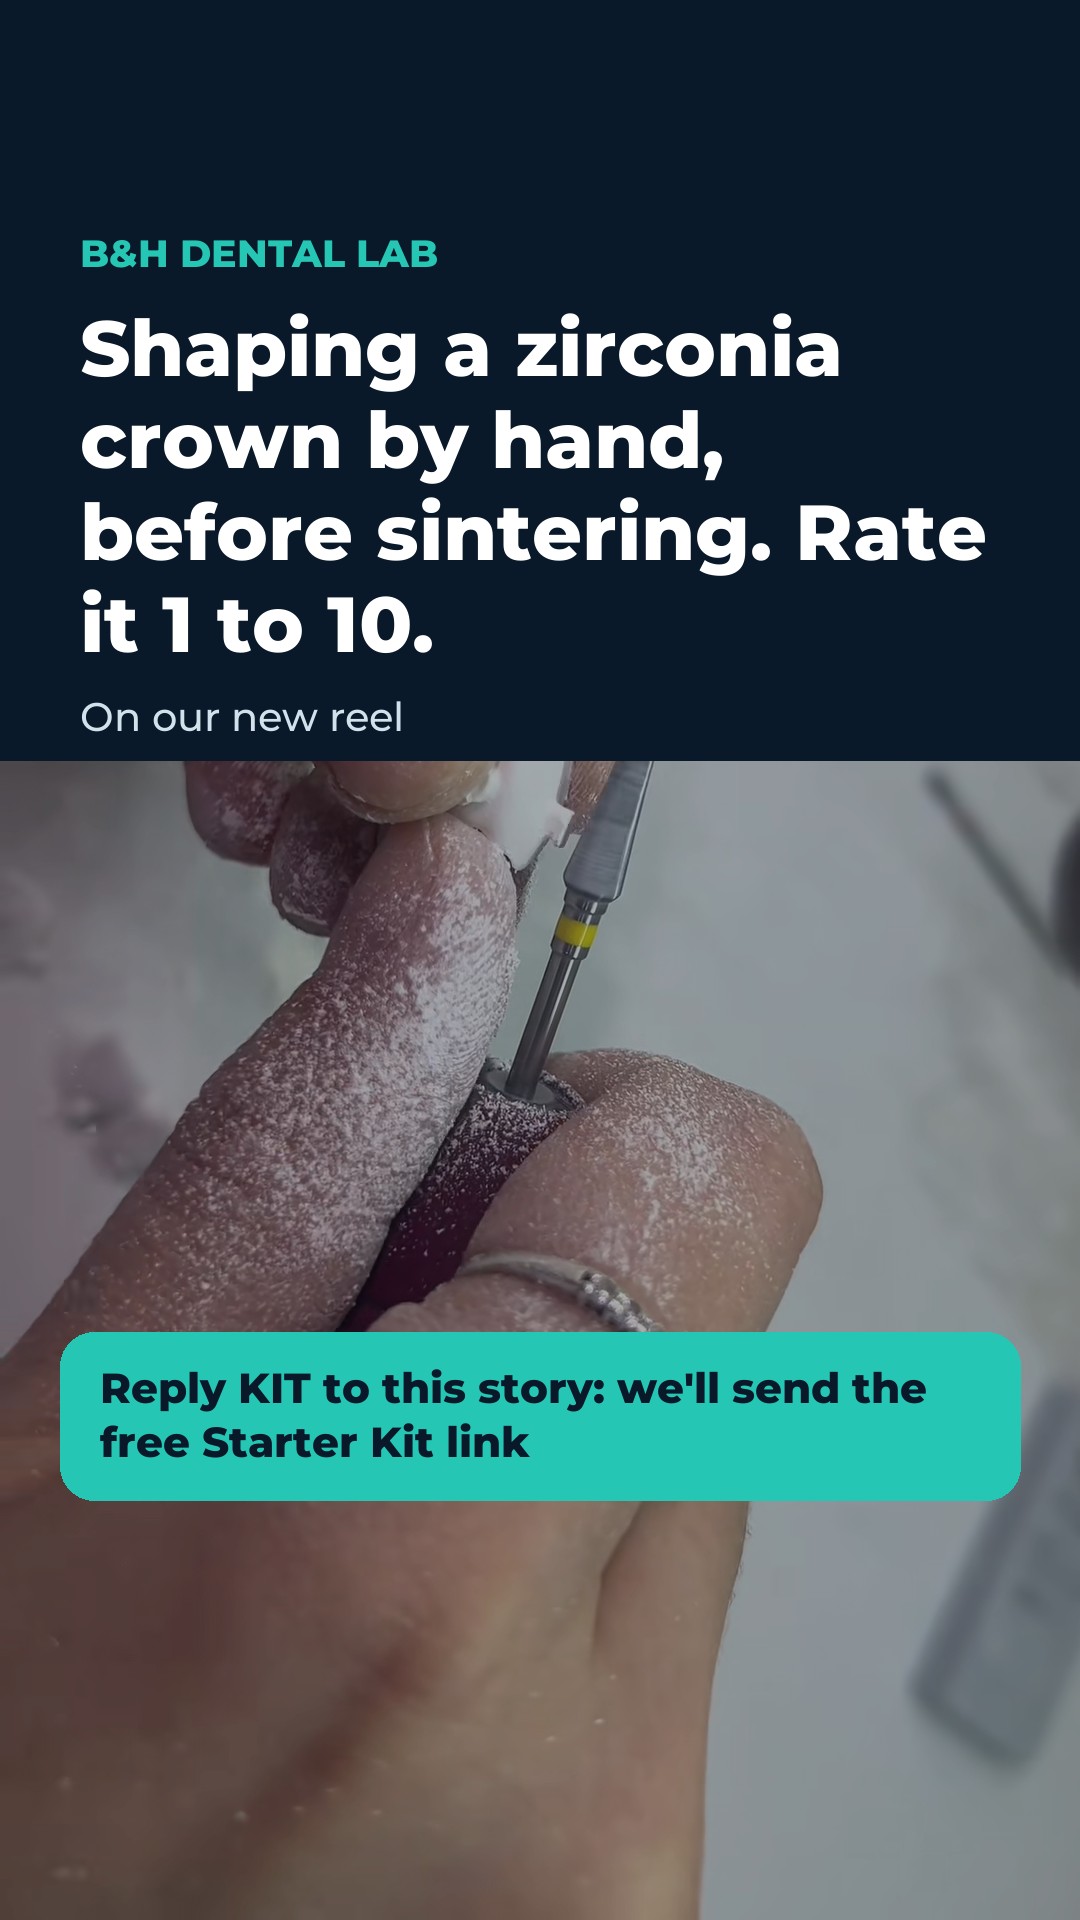 B&H DENTAL LAB
Shaping a zirconia
crown by hand,
before sintering. Rate
it 1 to 10.
On our new reel
Reply KIT to this story: we'll send the
free Starter Kit link